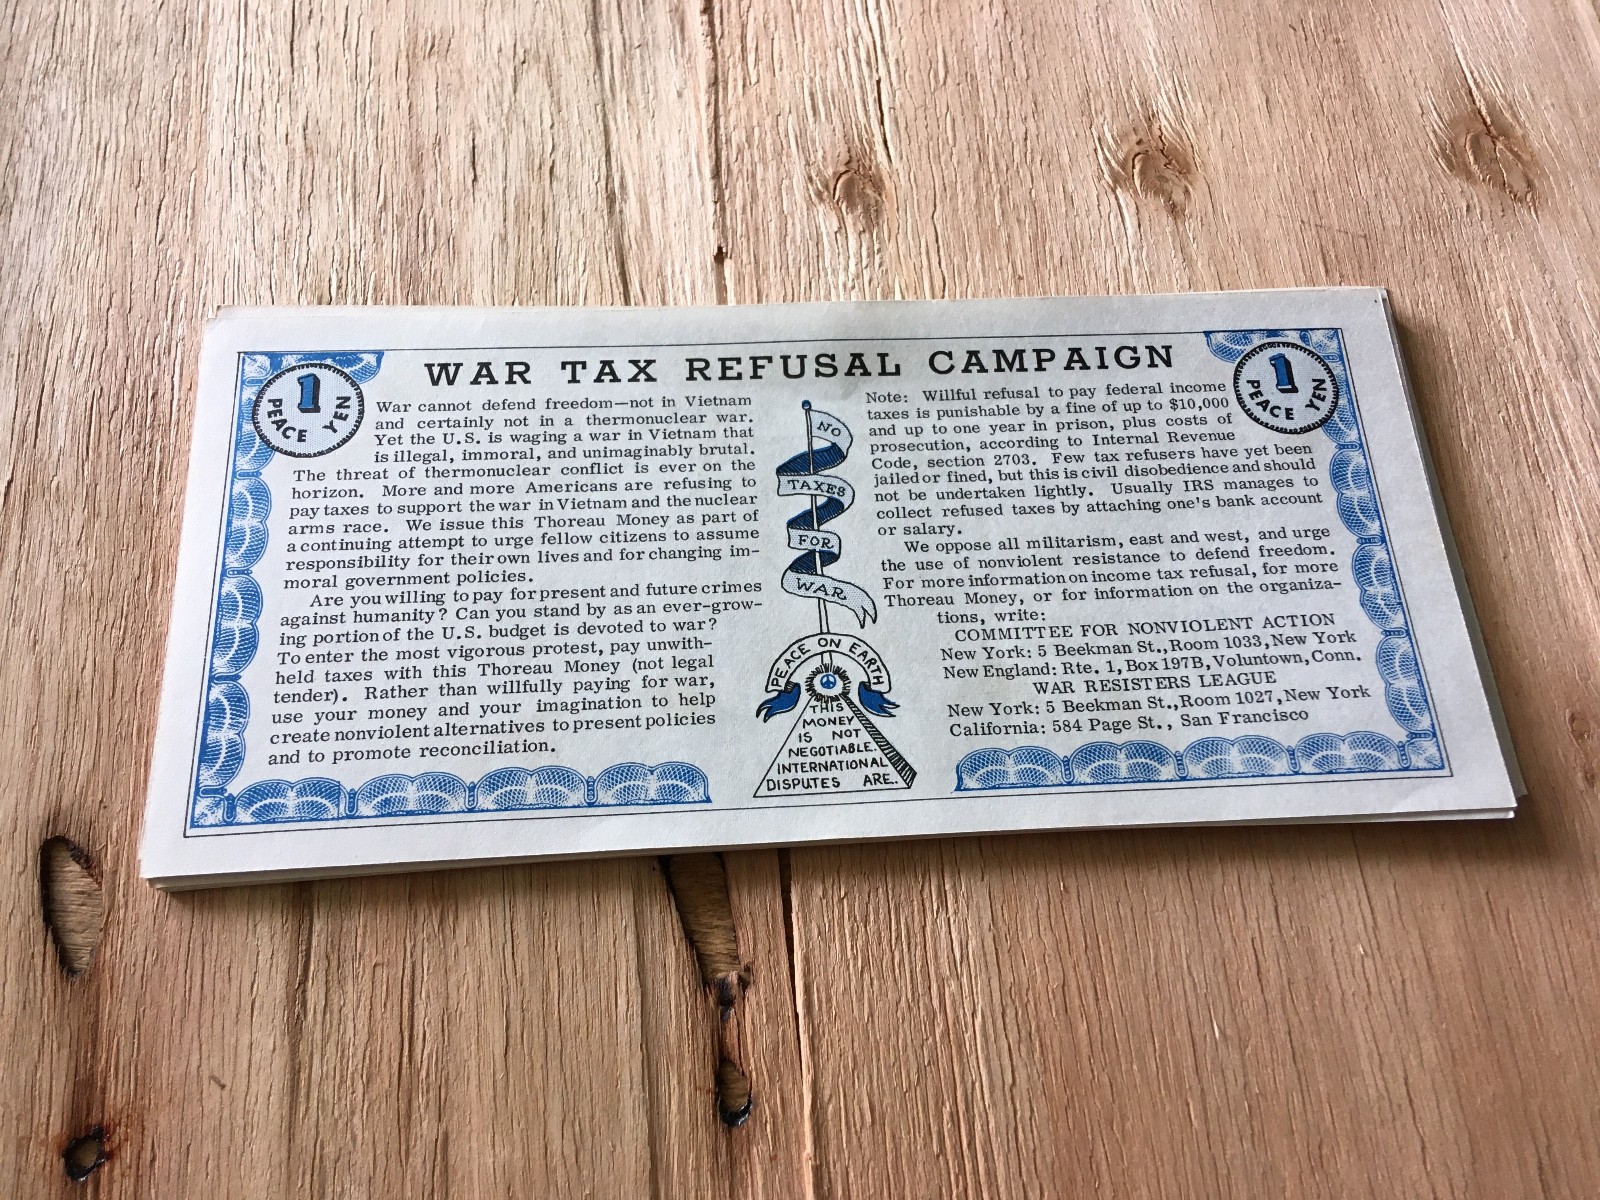 WAR TAX REFUSAL CAMPAIGN
1
PEACE YEN
War cannot defend freedom—not in Vietnam
and certainly not in a thermonuclear war.
Yet the U.S. is waging a war in Vietnam that
is illegal, immoral, and unimaginably brutal.
The threat of thermonuclear conflict is ever on the
horizon. More and more Americans are refusing to
pay taxes to support the war in Vietnam and the nuclear
arms race. We issue this Thoreau Money as part of
a continuing attempt to urge fellow citizens to assume
responsibility for their own lives and for changing im-
moral government policies.
Are you willing to pay for present and future crimes
against humanity? Can you stand by as an ever-grow-
ing portion of the U.S. budget is devoted to war?
To enter the most vigorous protest, pay unwith-
held taxes with this Thoreau Money (not legal
tender). Rather than willfully paying for war,
use your money and your imagination to help
create nonviolent alternatives to present policies
and to promote reconciliation.
NO
TAXES
FOR
WAR
PEACE ON EARTH
THIS
MONEY
IS NOT
NEGOTIABLE.
INTERNATIONAL
DISPUTES ARE..
1
PEACE YEN
Note: Willful refusal to pay federal income
taxes is punishable by a fine of up to $10,000
and up to one year in prison, plus costs of
prosecution, according to Internal Revenue
Code, section 2703. Few tax refusers have yet been
jailed or fined, but this is civil disobedience and should
not be undertaken lightly. Usually IRS manages to
collect refused taxes by attaching one's bank account
or salary.
We oppose all militarism, east and west, and urge
the use of nonviolent resistance to defend freedom.
For more information on income tax refusal, for more
Thoreau Money, or for information on the organiza-
tions, write:
COMMITTEE FOR NONVIOLENT ACTION
New York: 5 Beekman St., Room 1033, New York
New England: Rte. 1, Box 197B, Voluntown, Conn.
WAR RESISTERS LEAGUE
New York: 5 Beekman St., Room 1027, New York
California: 584 Page St., San Francisco